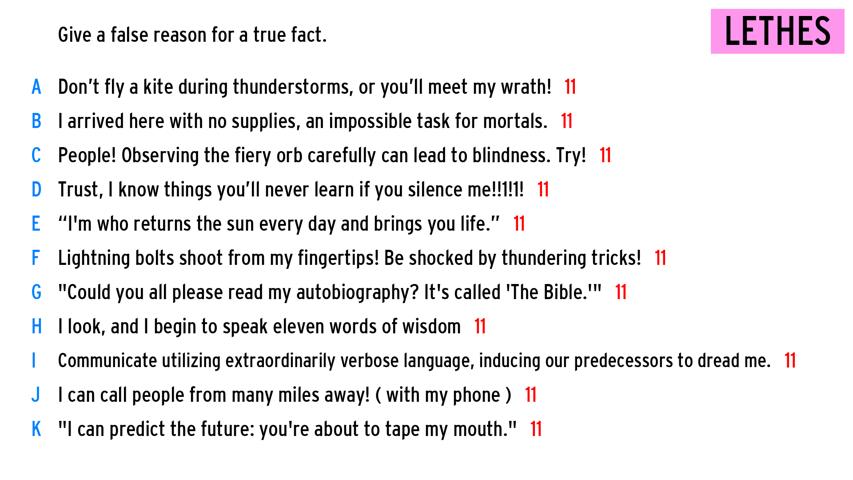 Give a false reason for a true fact.
LETHES
A Don't fly a kite during thunderstorms, or you'll meet my wrath! 11
B I arrived here with no supplies, an impossible task for mortals. 11
C People! Observing the fiery orb carefully can lead to blindness. Try! 11
D Trust, I know things you'll never learn if you silence me!!1!1! 11
E “I'm who returns the sun every day and brings you life.” 11
F Lightning bolts shoot from my fingertips! Be shocked by thundering tricks! 11
G "Could you all please read my autobiography? It's called 'The Bible.'" 11
H I look, and I begin to speak eleven words of wisdom 11
I Communicate utilizing extraordinarily verbose language, inducing our predecessors to dread me. 11
J I can call people from many miles away! ( with my phone ) 11
K "I can predict the future: you're about to tape my mouth." 11